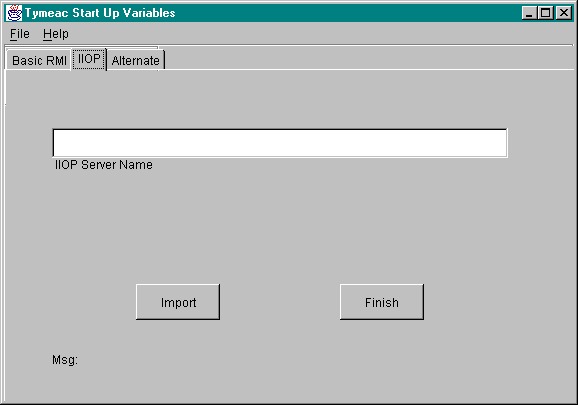 Tymeac Start Up Variables
File Help
Basic RMI IIOP Alternate
IIOP Server Name
Import Finish
Msg: